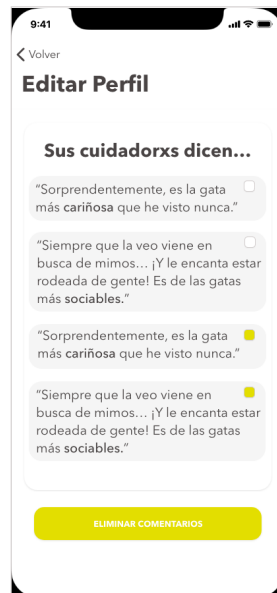 9:41
Volver
Editar Perfil
Sus cuidadorxs dicen...
“Sorprendentemente, es la gata
más cariñosa que he visto nunca.”
“Siempre que la veo viene en
busca de mimos... ¡Y le encanta estar
rodeada de gente! Es de las gatas
más sociables.”
“Sorprendentemente, es la gata
más cariñosa que he visto nunca.”
“Siempre que la veo viene en
busca de mimos... ¡Y le encanta estar
rodeada de gente! Es de las gatas
más sociables.”
ELIMINAR COMENTARIOS